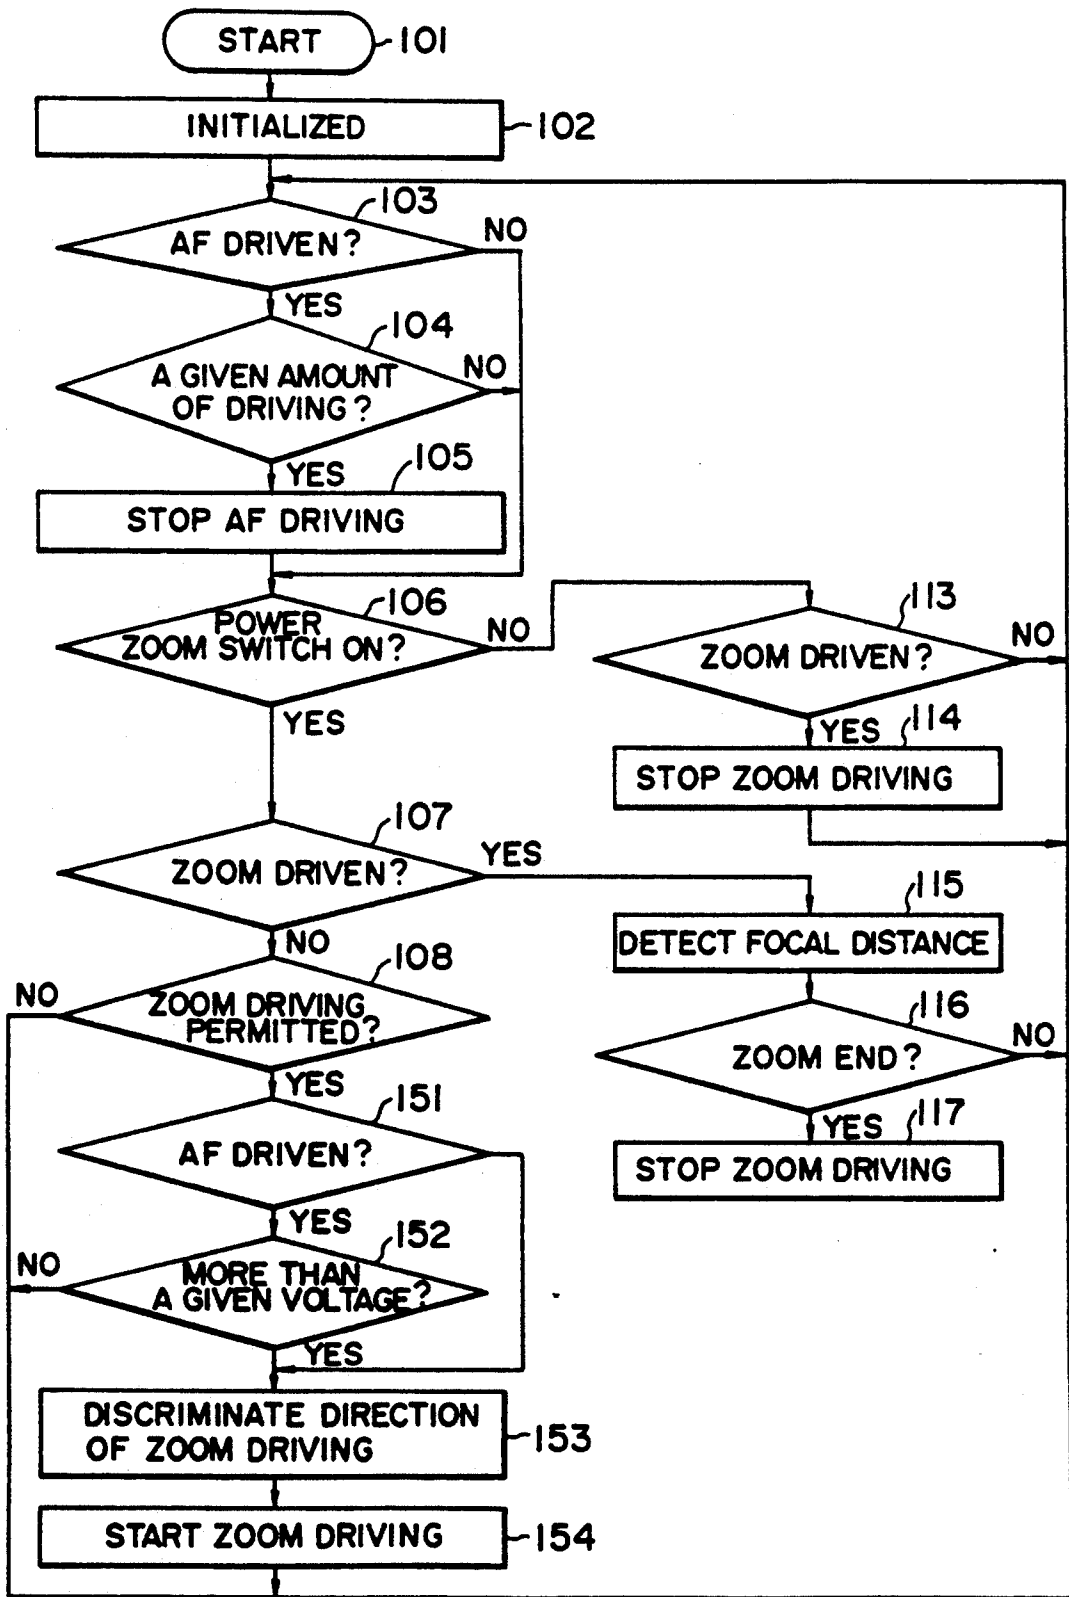 START
101
INITIALIZED
102
103
AF DRIVEN?
NO
YES
104
A GIVEN AMOUNT
OF DRIVING?
NO
YES
105
STOP AF DRIVING
106
POWER
ZOOM SWITCH ON?
NO
YES
113
ZOOM DRIVEN?
NO
YES
114
STOP ZOOM DRIVING
107
ZOOM DRIVEN?
YES
NO
115
DETECT FOCAL DISTANCE
108
NO
ZOOM DRIVING
PERMITTED?
YES
116
ZOOM END?
NO
YES
117
STOP ZOOM DRIVING
151
AF DRIVEN?
YES
152
NO
MORE THAN
A GIVEN VOLTAGE?
YES
DISCRIMINATE DIRECTION
OF ZOOM DRIVING
153
START ZOOM DRIVING
154